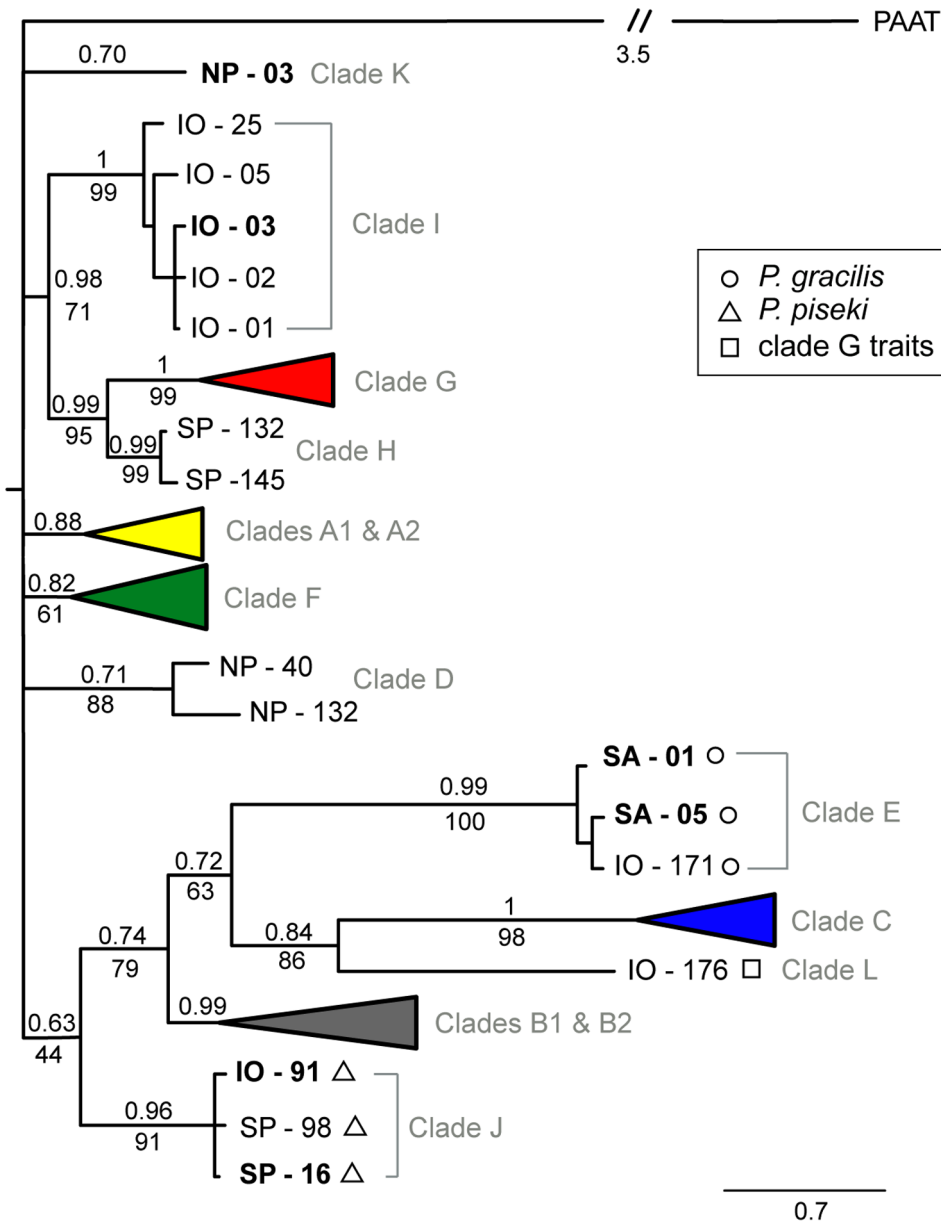 PAAT
3.5
0.70
NP - 03 Clade K
IO - 25
1
99
IO - 05
IO - 03
Clade I
IO - 02
IO - 01
0.98
71
P. gracilis
P. piseki
clade G traits
1
99
Clade G
0.99
95
SP - 132
0.99
99
Clade H
SP -145
0.88
Clades A1 & A2
0.82
61
Clade F
NP - 40
0.71
88
Clade D
NP - 132
SA - 01
0.99
100
SA - 05
Clade E
IO - 171
0.72
63
1
98
Clade C
0.84
86
IO - 176 Clade L
0.74
79
0.99
Clades B1 & B2
0.63
44
IO - 91
0.96
91
SP - 98
Clade J
SP - 16
0.7